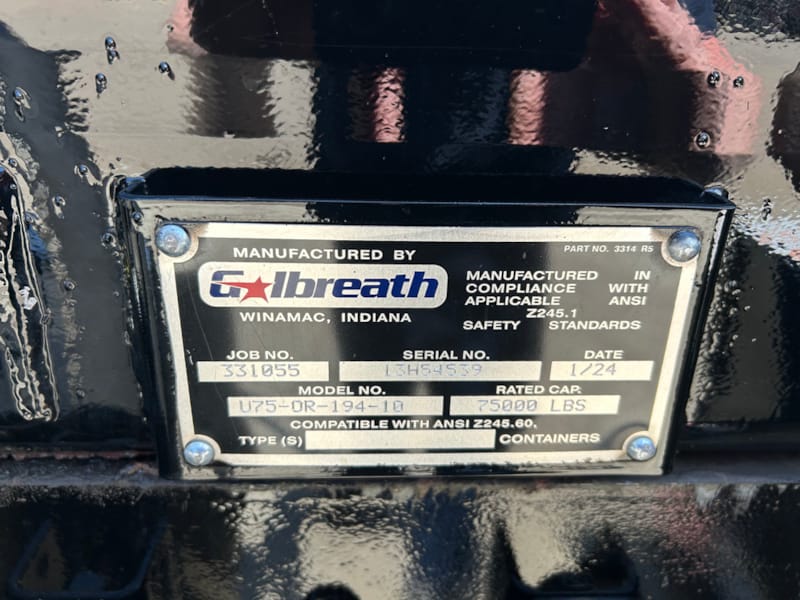 MANUFACTURED BY
PART NO. 3314 R5
Galbreath
WINAMAC, INDIANA
MANUFACTURED IN
COMPLIANCE WITH
APPLICABLE ANSI
Z245.1
SAFETY STANDARDS
JOB NO. SERIAL NO. DATE
331055 1/24
MODEL NO. RATED CAP.
U75-OR-194-10 75000 LBS
COMPATIBLE WITH ANSI Z245.60,
TYPE (S) CONTAINERS